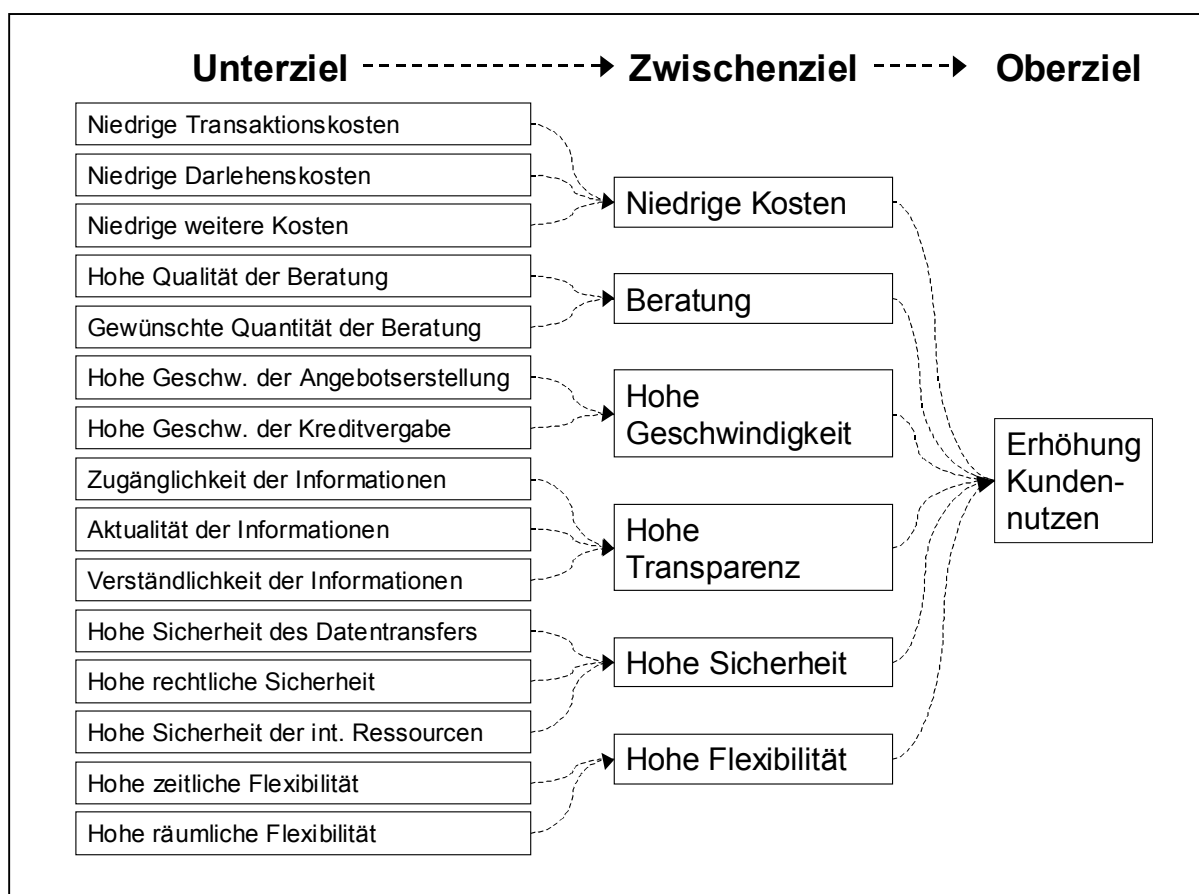 Unterziel
Zwischenziel
Oberziel
Niedrige Transaktionskosten
Niedrige Darlehenskosten
Niedrige weitere Kosten
Hohe Qualität der Beratung
Gewünschte Quantität der Beratung
Hohe Geschw. der Angebotserstellung
Hohe Geschw. der Kreditvergabe
Zugänglichkeit der Informationen
Aktualität der Informationen
Verständlichkeit der Informationen
Hohe Sicherheit des Datentransfers
Hohe rechtliche Sicherheit
Hohe Sicherheit der int. Ressourcen
Hohe zeitliche Flexibilität
Hohe räumliche Flexibilität
Niedrige Kosten
Beratung
Hohe
Geschwindigkeit
Hohe
Transparenz
Hohe Sicherheit
Hohe Flexibilität
Erhöhung
Kunden-
nutzen